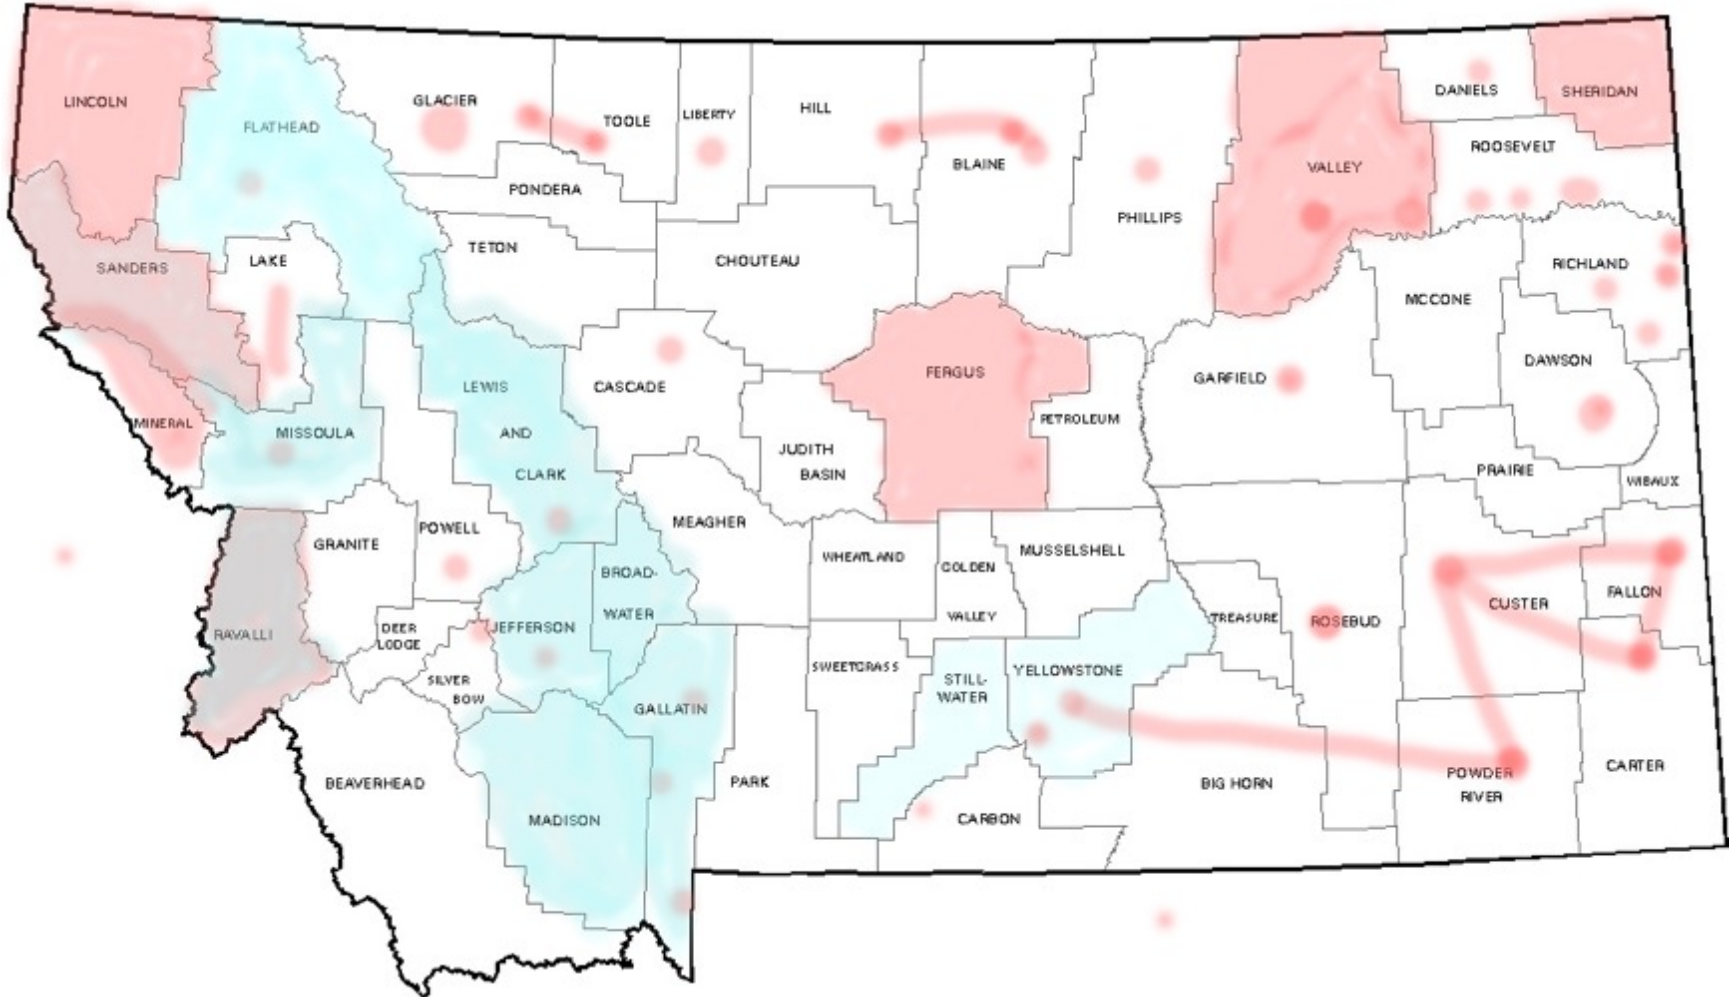 LINCOLN
FLATHEAD
GLACIER
TOOLE
LIBERTY
HILL
BLAINE
PHILLIPS
VALLEY
DANIELS
SHERIDAN
ROOSEVELT
PONDERA
SANDERS
LAKE
TETON
CHOUTEAU
RICHLAND
MCCONE
LEWIS
AND
CLARK
CASCADE
FERGUS
GARFIELD
DAWSON
MINERAL
MISSOULA
JUDITH
BASIN
PETROLEUM
PRAIRIE
WIBAUX
POWELL
GRANITE
MEAGHER
WHEATLAND
GOLDEN
VALLEY
MUSSELSHELL
BROAD-
WATER
RAVALLI
DEER
LODGE
JEFFERSON
TREASURE
ROSEBUD
CUSTER
FALLON
SILVER
BOW
GALLATIN
SWEETGRASS
STILL-
WATER
YELLOWSTONE
BEAVERHEAD
MADISON
PARK
CARBON
BIG HORN
POWDER
RIVER
CARTER